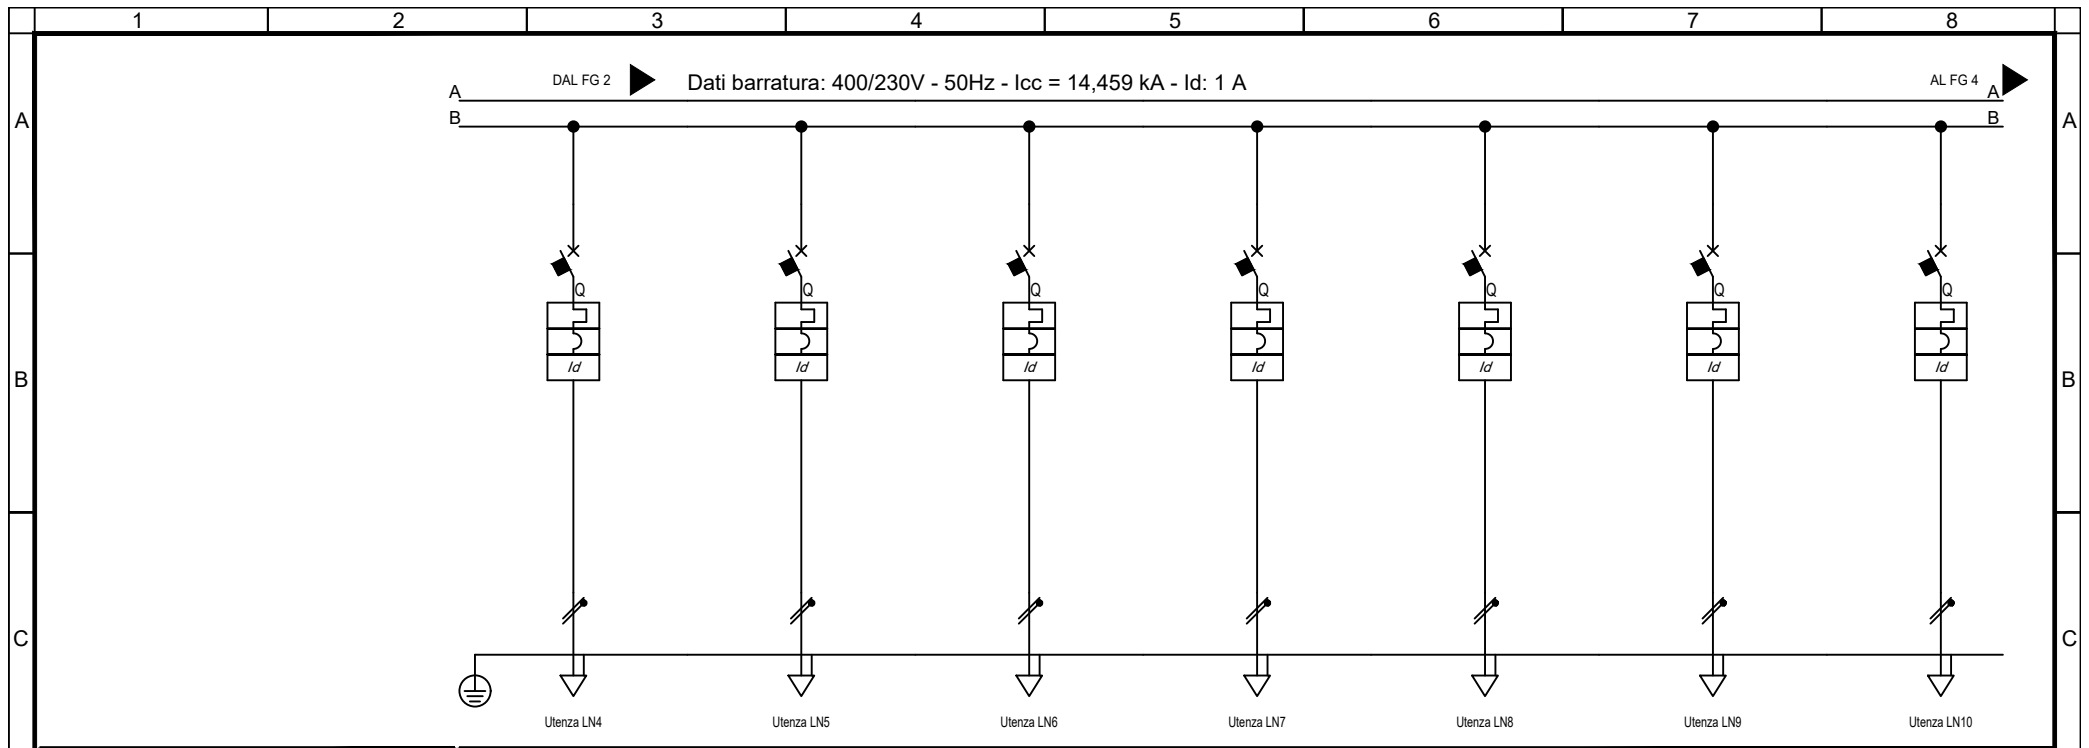 1 2 3 4 5 6 7 8
DAL FG 2 Dati barratura: 400/230V - 50Hz - Icc = 14,459 kA - Id: 1 A AL FG 4
A A
A B B A
Q Q Q Q Q Q Q
Id Id Id Id Id Id Id
B B
C C
Utenza LN4 Utenza LN5 Utenza LN6 Utenza LN7 Utenza LN8 Utenza LN9 Utenza LN10